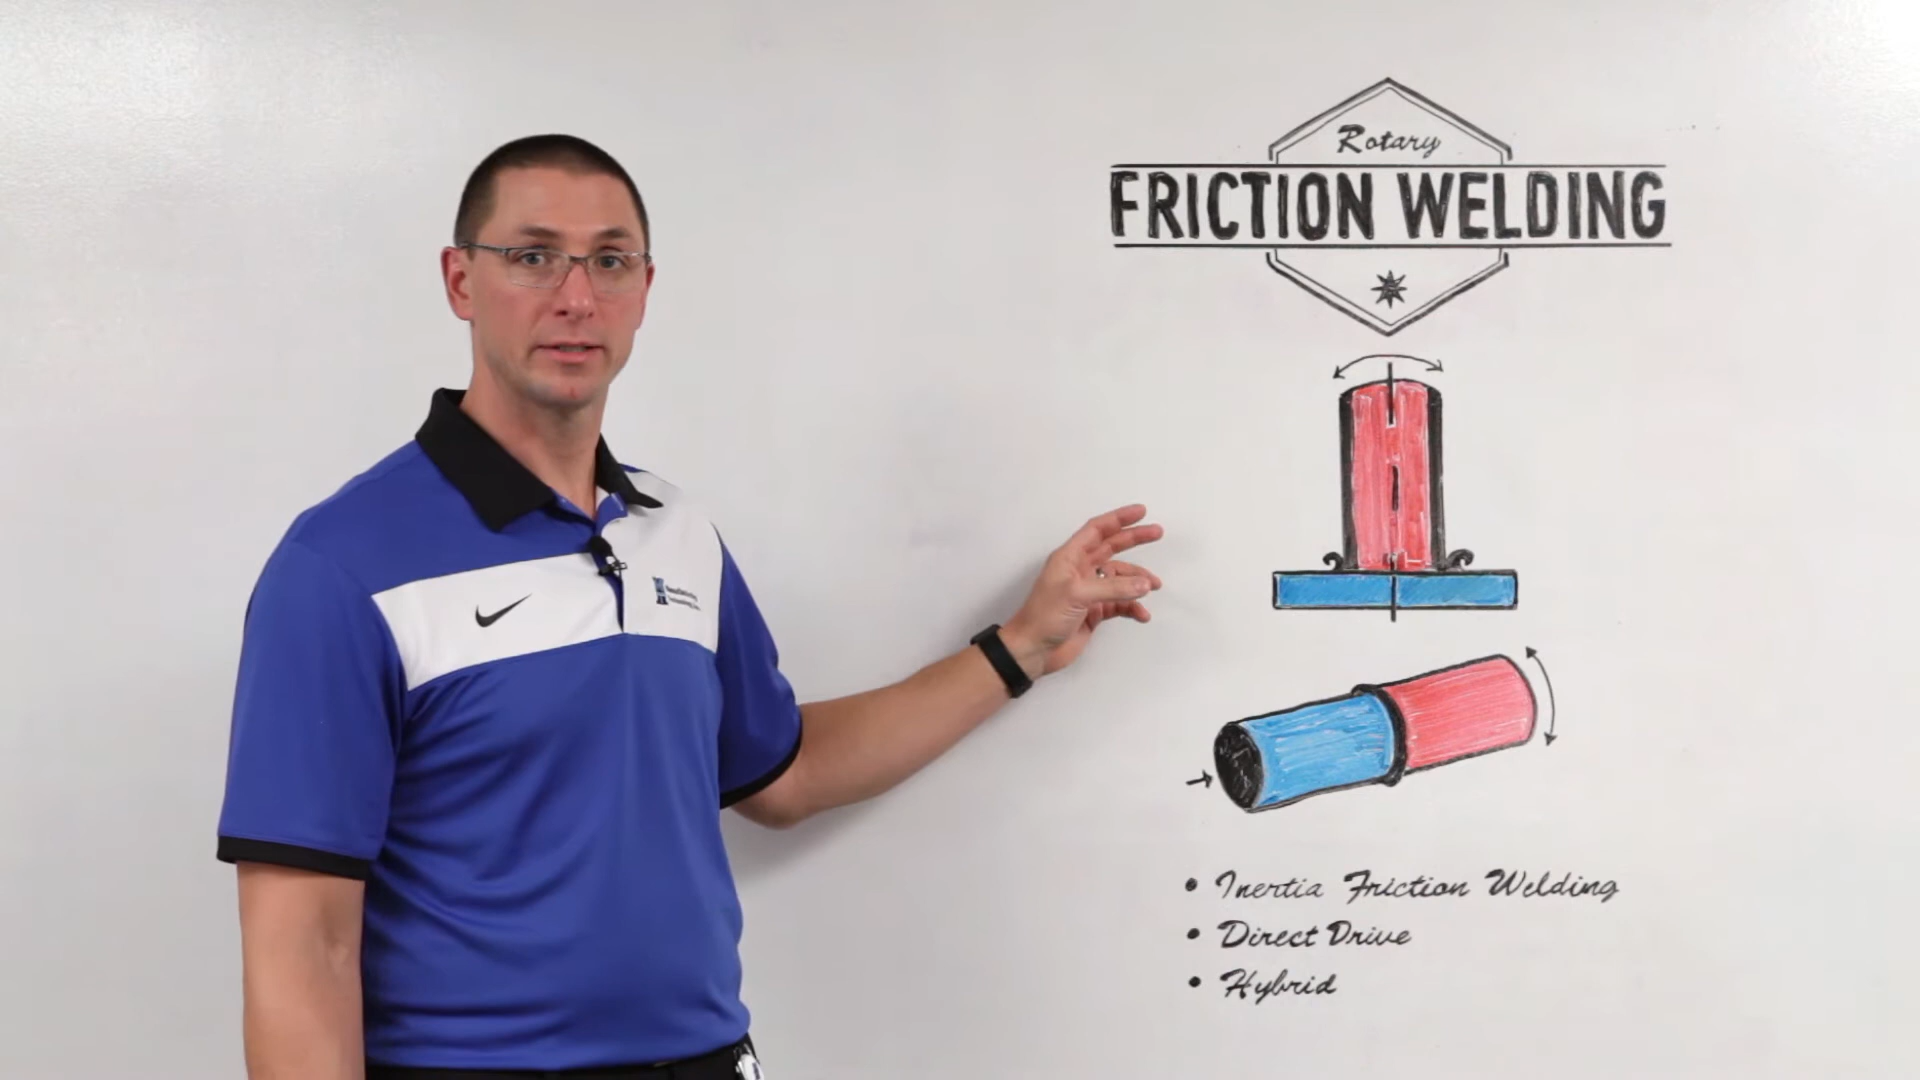 Rotary
FRICTION WELDING
• Inertia Friction Welding
• Direct Drive
• Hybrid